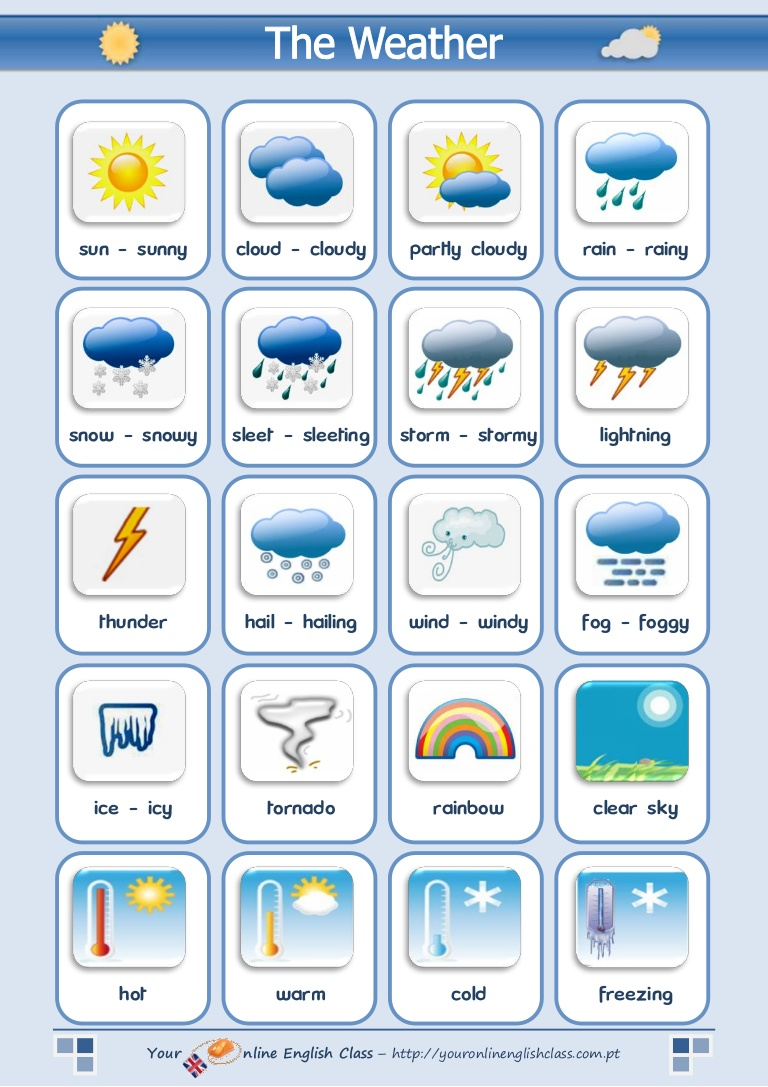 The Weather
sun - sunny
cloud - cloudy
partly cloudy
rain - rainy
snow - snowy
sleet - sleeting
storm - stormy
lightning
thunder
hail - hailing
wind - windy
fog - foggy
ice - icy
tornado
rainbow
clear sky
hot
warm
cold
freezing
Your nline English Class – http://youronlinenglishclass.com.pt